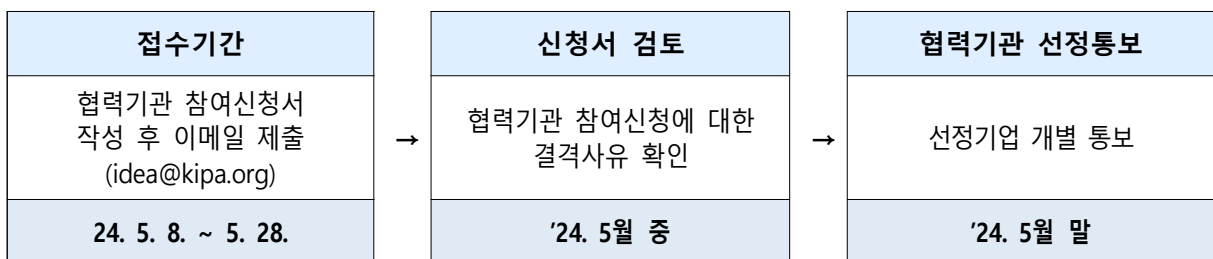 접수기간
협력기관 참여신청서
작성 후 이메일 제출
(idea@kipa.org)
24. 5. 8. ~ 5. 28.
→
신청서 검토
협력기관 참여신청에 대한
결격사유 확인
'24. 5월 중
→
협력기관 선정통보
선정기업 개별 통보
'24. 5월 말